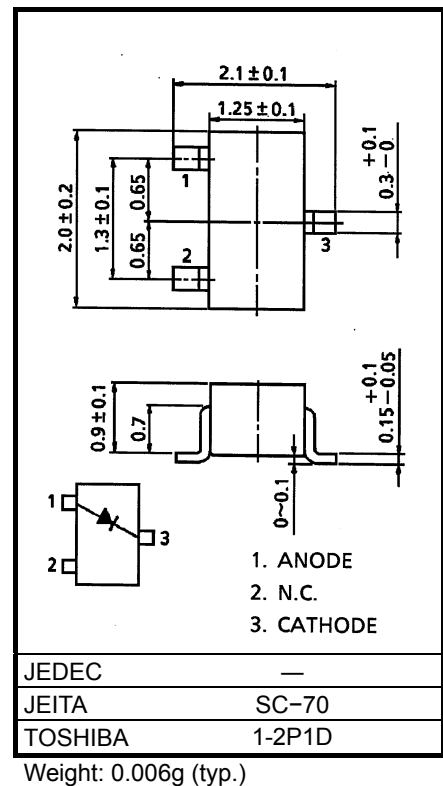 2.1±0.1
1.25±0.1
+0.1
0.3−0
2.0±0.2
1.3±0.1
0.65
0.65
1
2
3
0.9±0.1
0.7
+0.1
0.15−0.05
0~0.1
1
2
3
1. ANODE
2. N.C.
3. CATHODE
JEDEC —
JEITA SC−70
TOSHIBA 1-2P1D
Weight: 0.006g (typ.)